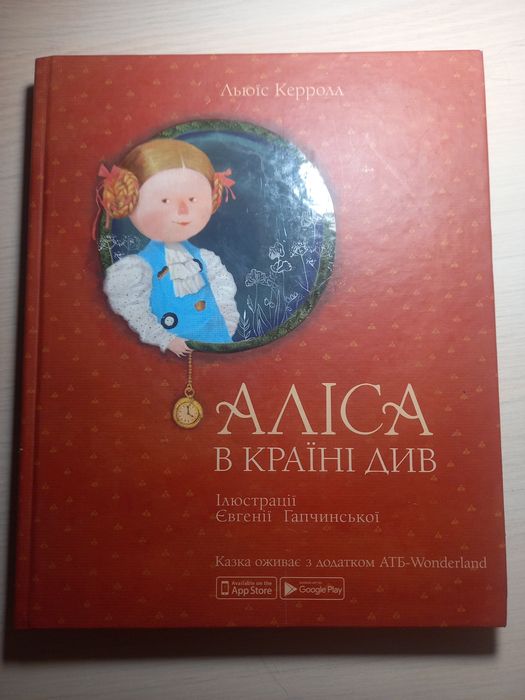 Льюїс Керролл
АЛІСА
В КРАЇНІ ДИВ
Ілюстрації
Євгенії Гапчинської
Казка оживає з додатком АТБ-Wonderland
Available on the
App Store
Google Play